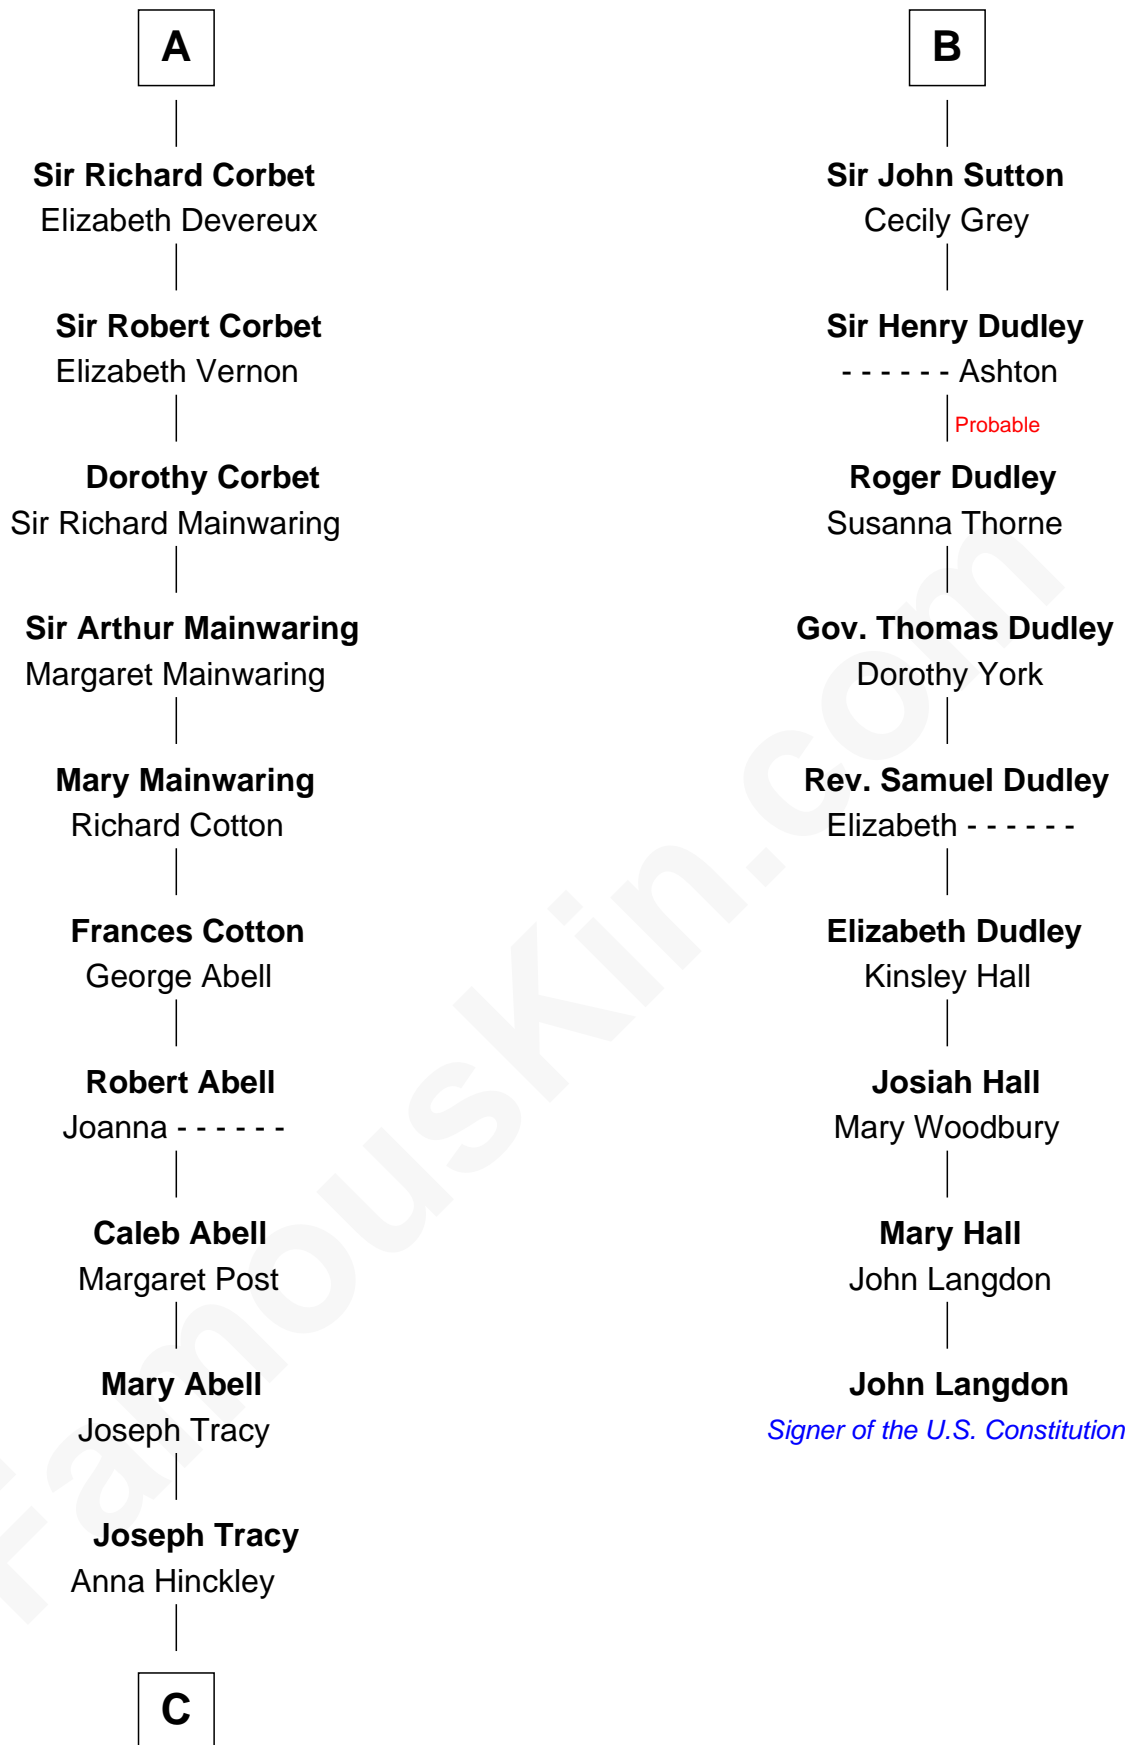 A
Sir Richard Corbet
Elizabeth Devereux
Sir Robert Corbet
Elizabeth Vernon
Dorothy Corbet
Sir Richard Mainwaring
Sir Arthur Mainwaring
Margaret Mainwaring
Mary Mainwaring
Richard Cotton
Frances Cotton
George Abell
Robert Abell
Joanna - - - - - -
Caleb Abell
Margaret Post
Mary Abell
Joseph Tracy
Joseph Tracy
Anna Hinckley
C
B
Sir John Sutton
Cecily Grey
Sir Henry Dudley
- - - - - - Ashton
Probable
Roger Dudley
Susanna Thorne
Gov. Thomas Dudley
Dorothy York
Rev. Samuel Dudley
Elizabeth - - - - - -
Elizabeth Dudley
Kinsley Hall
Josiah Hall
Mary Woodbury
Mary Hall
John Langdon
John Langdon
Signer of the U.S. Constitution
FamousKin.com